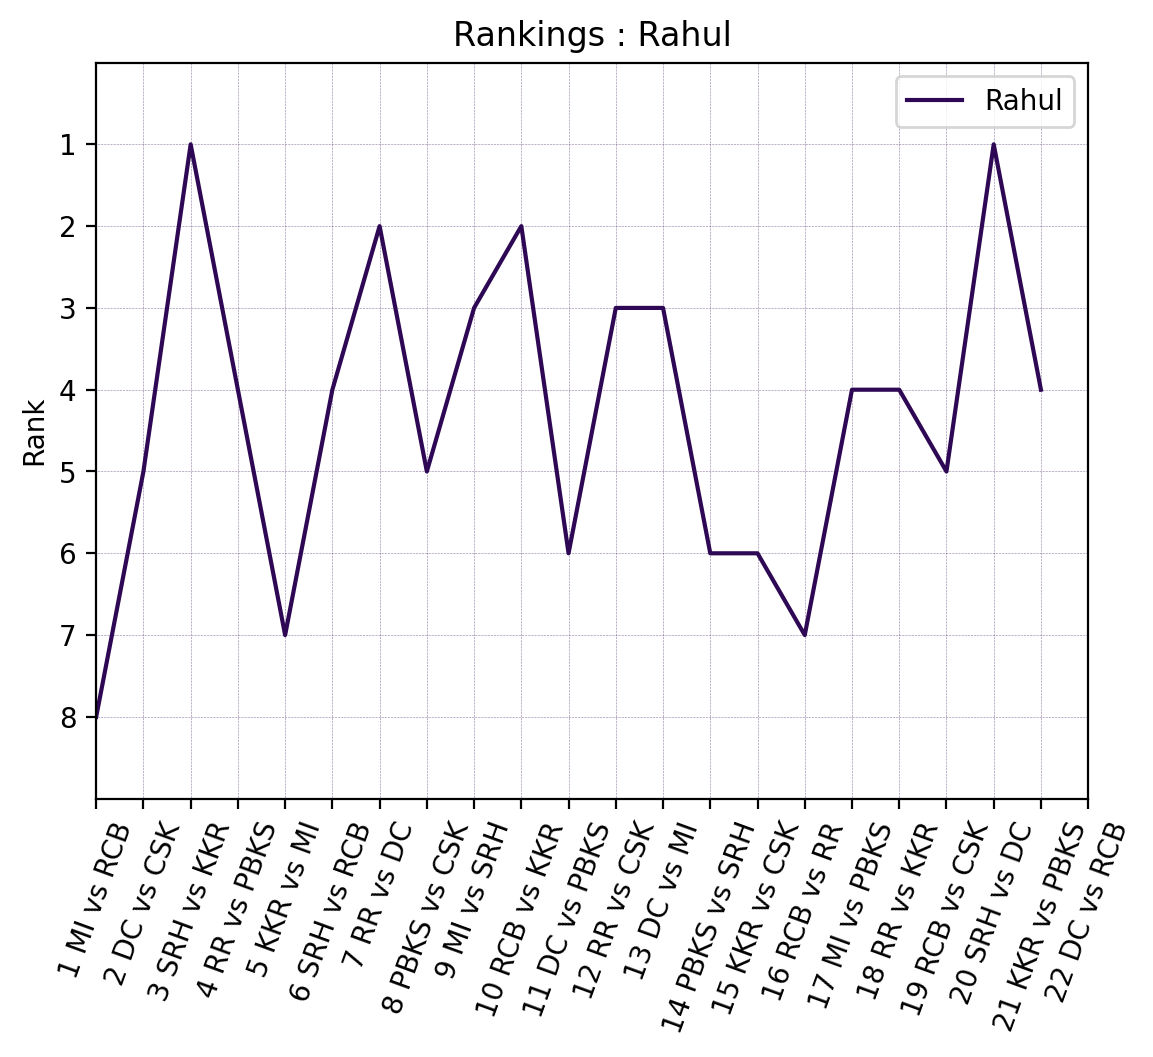 Rankings : Rahul
Rahul
1
2
3
4
5
6
7
8
Rank
1 MI vs RCB
2 DC vs CSK
3 SRH vs KKR
4 RR vs PBKS
5 KKR vs MI
6 SRH vs RCB
7 RR vs DC
8 PBKS vs CSK
9 MI vs SRH
10 RCB vs KKR
11 DC vs PBKS
12 RR vs CSK
13 DC vs MI
14 PBKS vs SRH
15 KKR vs CSK
16 RCB vs RR
17 MI vs PBKS
18 RR vs KKR
19 RCB vs CSK
20 SRH vs DC
21 KKR vs PBKS
22 DC vs RCB